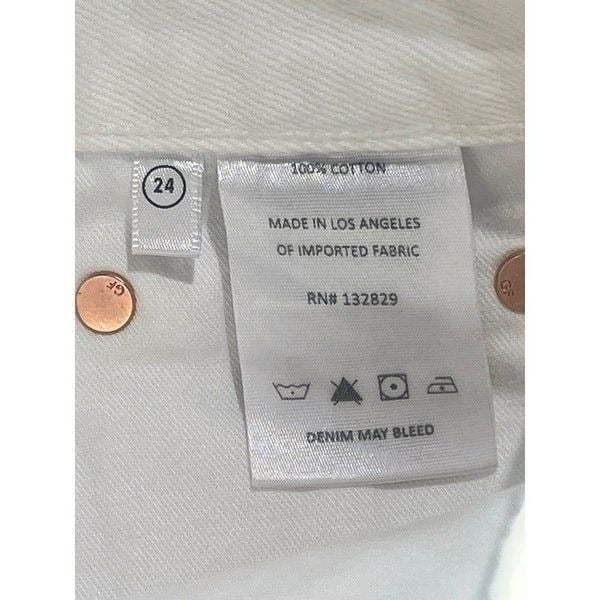 24
100% COTTON
MADE IN LOS ANGELES
OF IMPORTED FABRIC
RN# 132829
DENIM MAY BLEED
GF
GF